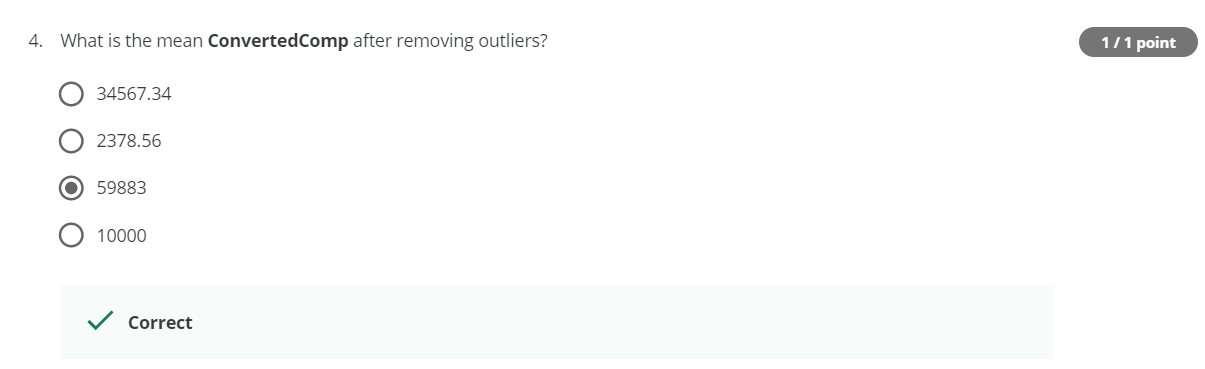 4. What is the mean ConvertedComp after removing outliers?
1 / 1 point
34567.34
2378.56
59883
10000
Correct